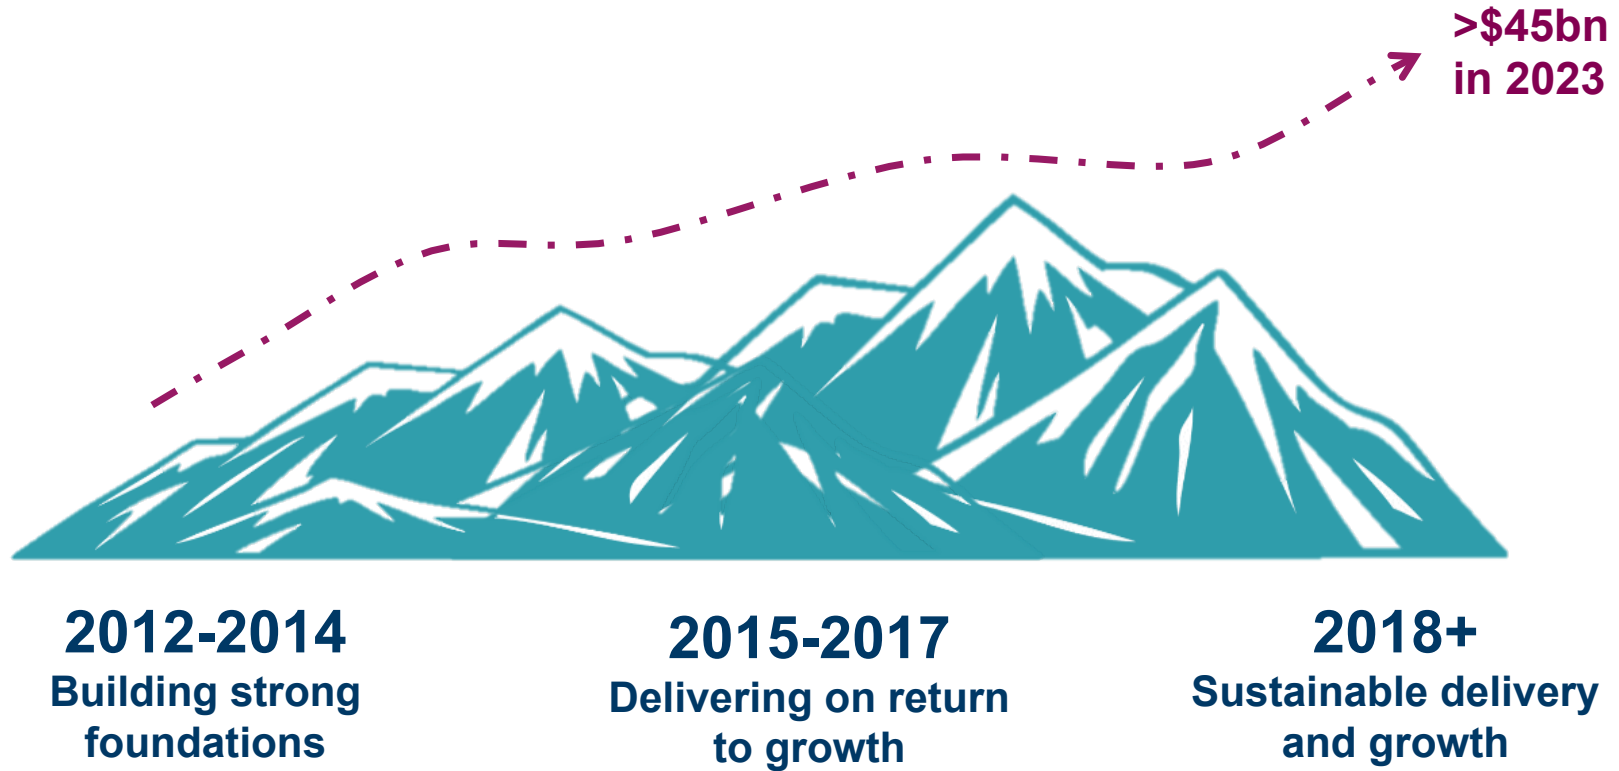 >$45bn
in 2023
2012-2014
Building strong
foundations
2015-2017
Delivering on return
to growth
2018+
Sustainable delivery
and growth